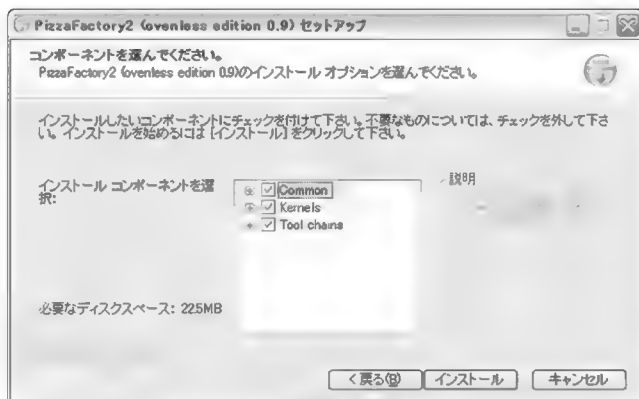 PizzaFactory2 (ovenless edition 0.9) セットアップ
コンポーネントを選んでください。
PizzaFactory2 (ovenless edition 0.9)のインストール オプションを選んでください。
インストールしたいコンポーネントにチェックを付けて下さい。不要なものについては、チェックを外して下さ
い。インストールを始めるには [インストール] をクリックして下さい。
インストール コンポーネントを選
択:
Common
Kernels
Tool chains
説明
必要なディスクスペース: 22.5MB
< 戻る(B)
インストール
キャンセル